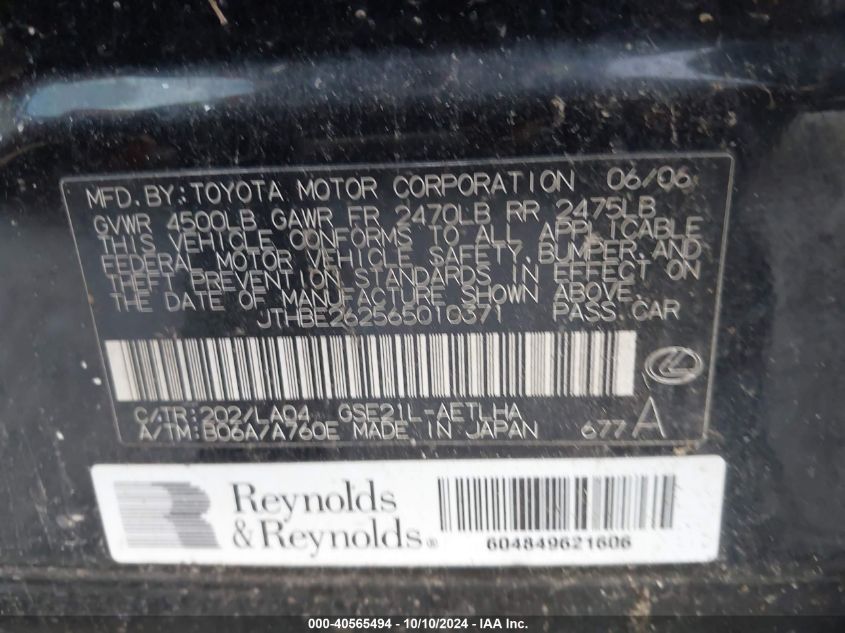 MFD.BY:TOYOTA MOTOR CORPORATION 06/06
GVWR 4500LB GAWR FR 2470LB RR 2475LB
THIS VEHICLE CONFORMS TO ALL APPLICABLE
FEDERAL MOTOR VEHICLE SAFETY,BUMPER,AND
THEFT PREVENTION STANDARDS IN EFFECT ON
THE DATE OF MANUFACTURE SHOWN ABOVE.
JTHBE262565010371 PASS.CAR
C/TR:202/LA04 GSE21L-AETLHA
A/TM:B06A/A760E MADE IN JAPAN 677 A
Reynolds
& Reynolds®
604849621606
000-40565494 - 10/10/2024 - IAA Inc.